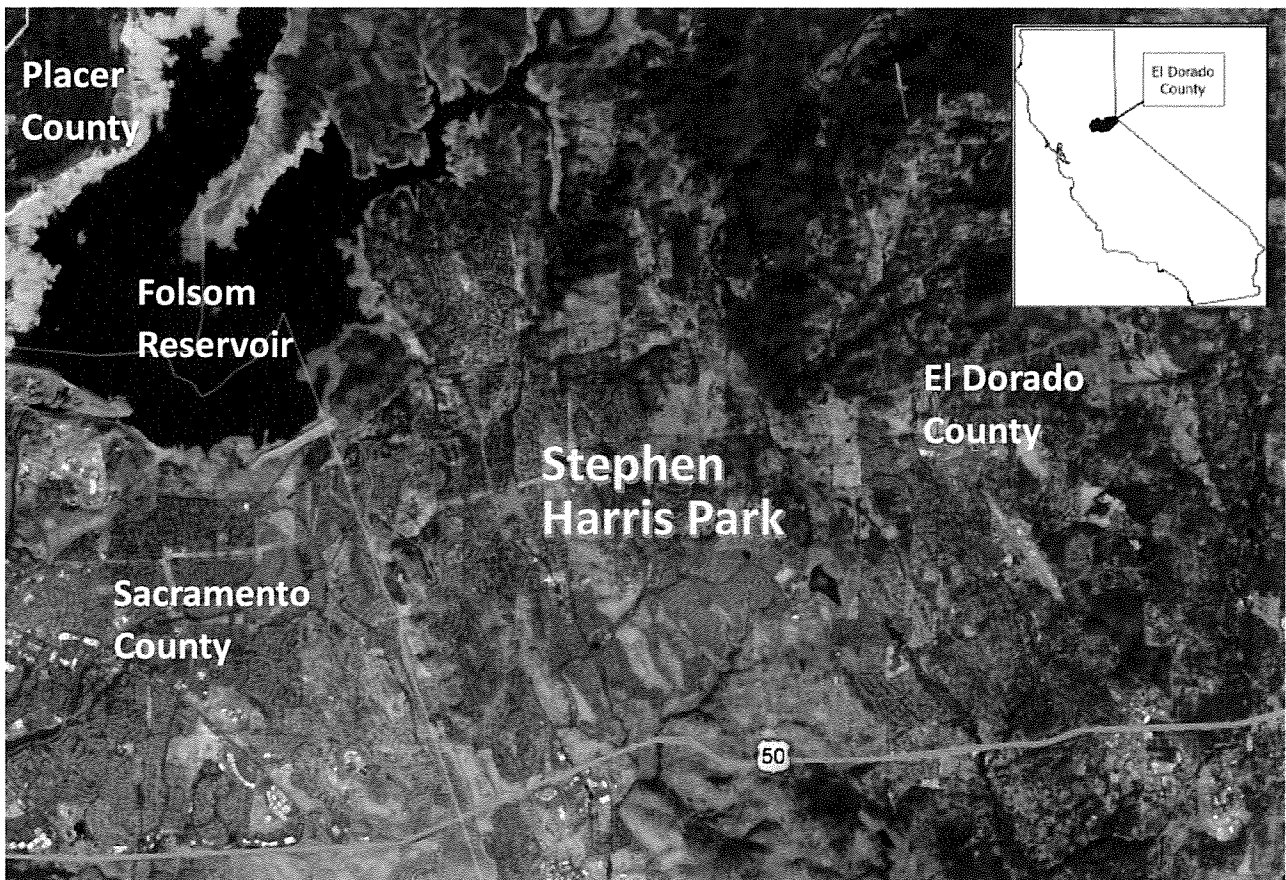 Placer
County
El Dorado
County
Folsom
Reservoir
El Dorado
County
Stephen
Harris Park
Sacramento
County
50